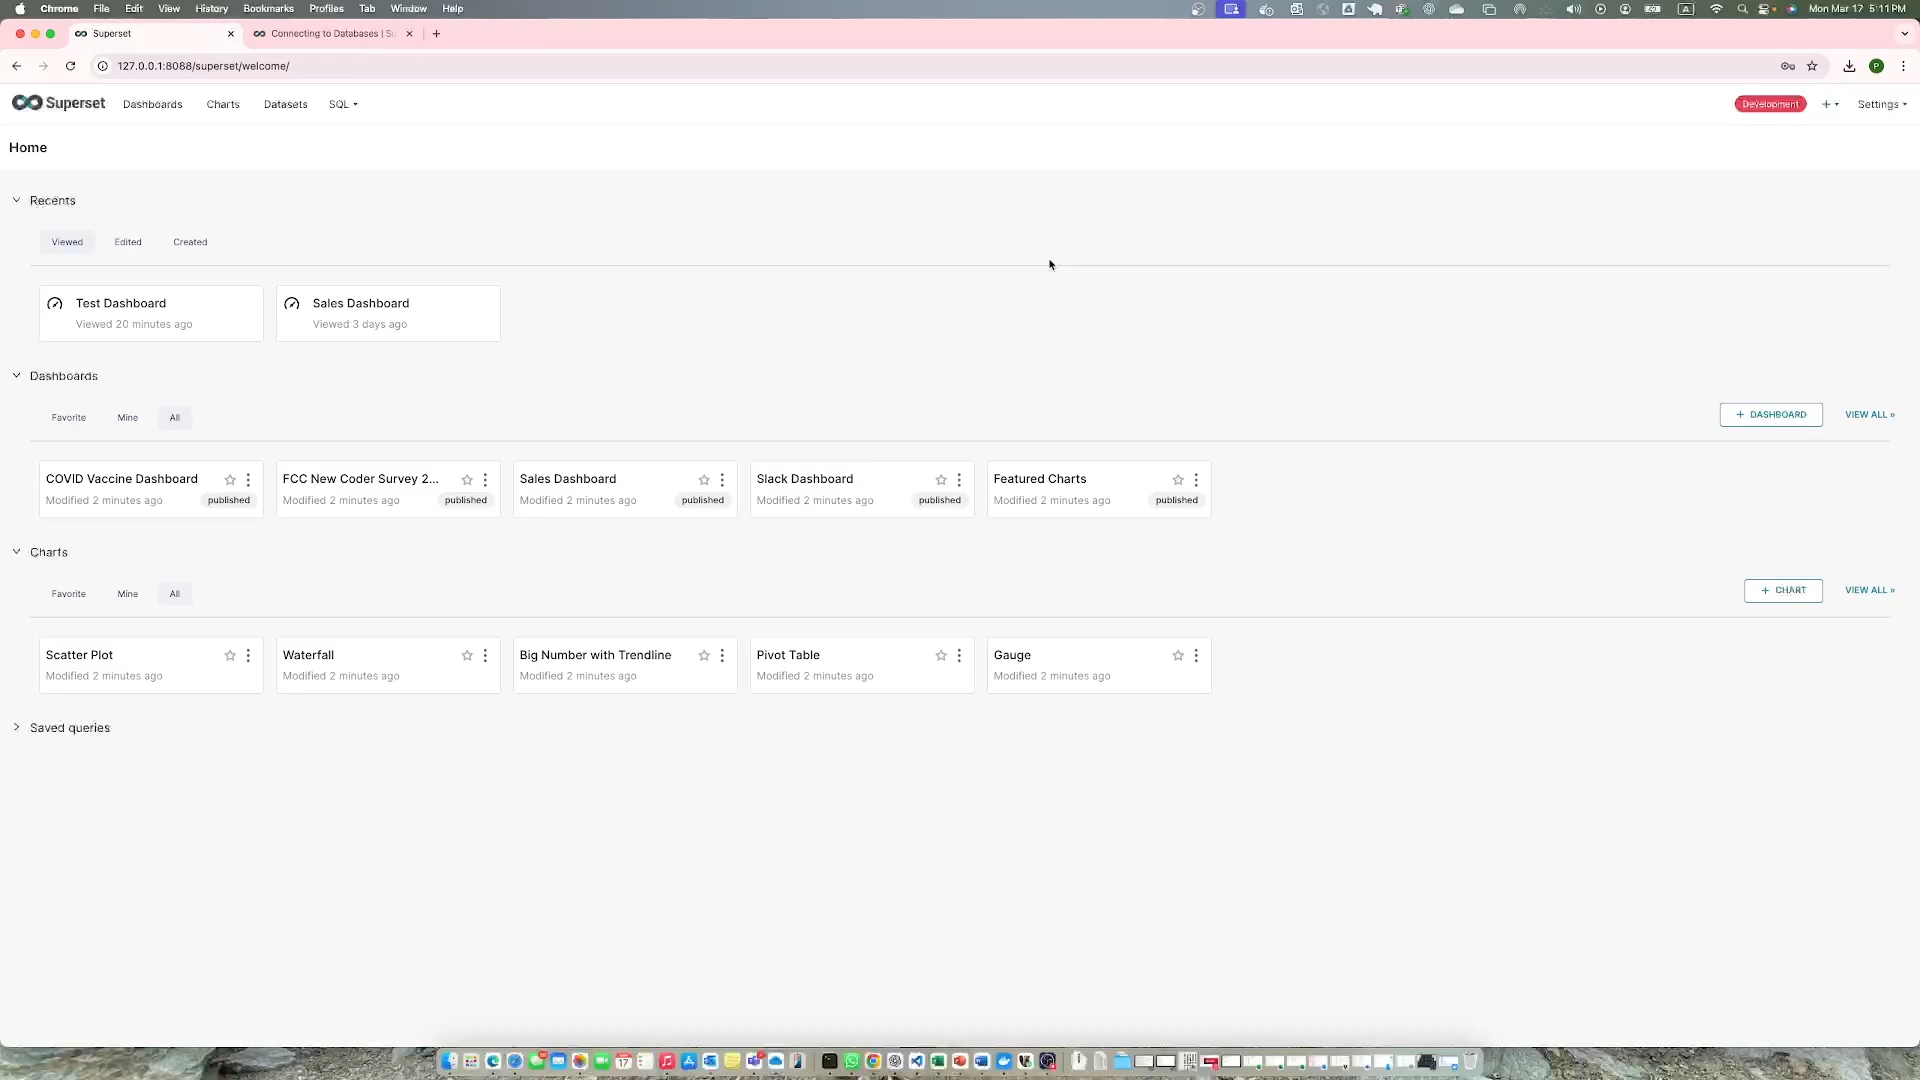 Chrome File Edit View History Bookmarks Profiles Tab Window Help Mon Mar 17 5:11 PM
Superset Connecting to Databases | Su
127.0.0.1:8088/superset/welcome/
Superset Dashboards Charts Datasets SQL Development + Settings
Home
Recents
Viewed Edited Created
Test Dashboard Sales Dashboard
Viewed 20 minutes ago Viewed 3 days ago
Dashboards
Favorite Mine All + DASHBOARD VIEW ALL »
COVID Vaccine Dashboard FCC New Coder Survey 2... Sales Dashboard Slack Dashboard Featured Charts
Modified 2 minutes ago published Modified 2 minutes ago published Modified 2 minutes ago published Modified 2 minutes ago published Modified 2 minutes ago published
Charts
Favorite Mine All + CHART VIEW ALL »
Scatter Plot Waterfall Big Number with Trendline Pivot Table Gauge
Modified 2 minutes ago Modified 2 minutes ago Modified 2 minutes ago Modified 2 minutes ago Modified 2 minutes ago
Saved queries